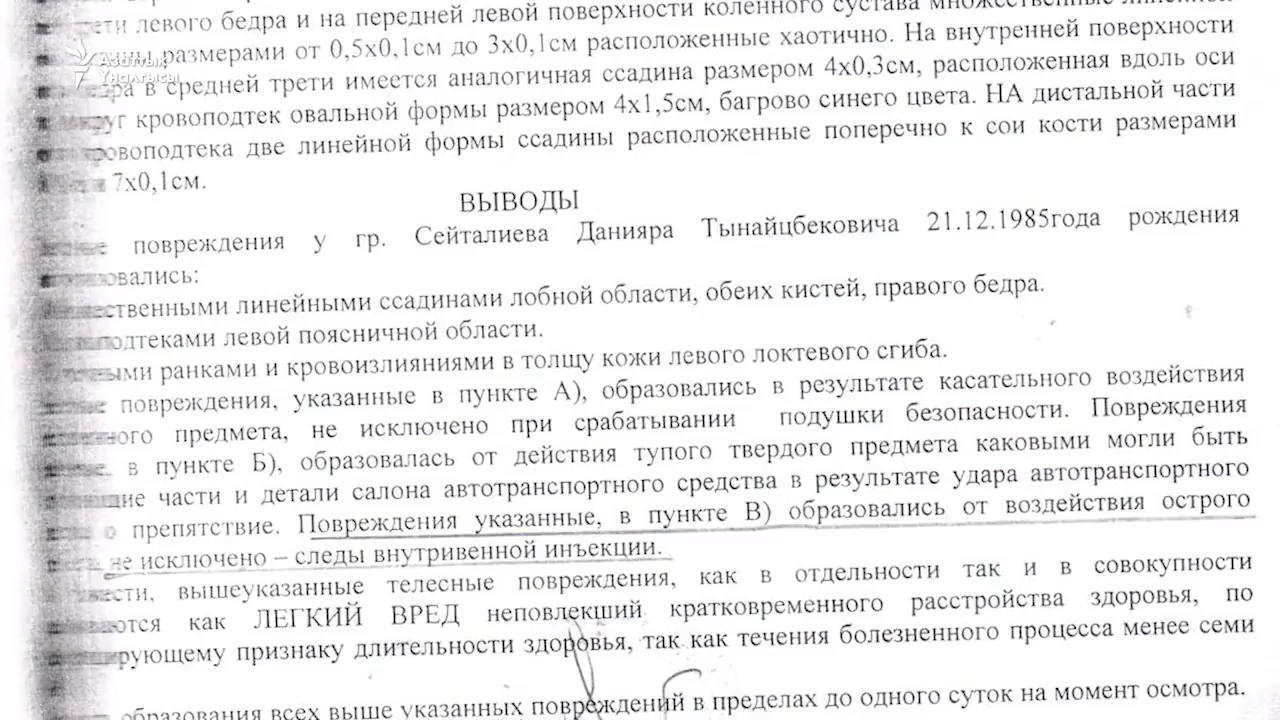 левого бедра и на передней левой поверхности коленного сустава множественные
размерами от 0,5х0,1см до 3х0,1см расположенные хаотично. На внутренней поверхности
Азаттык
Үналгысы
в средней трети имеется аналогичная ссадина размером 4х0,3см, расположенная вдоль оси
кровоподтек овальной формы размером 4х1,5см, багрово синего цвета. НА дистальной части
две линейной формы ссадины расположенные поперечно к сои кости размерами
7х0,1см.
ВЫВОДЫ
повреждения у гр. Сейталиева Данияра Тынайцбековича 21.12.1985года рождения
овались:
ственными линейными ссадинами лобной области, обеих кистей, правого бедра.
подтеками левой поясничной области.
ранками и кровоизлияниями в толщу кожи левого локтевого сгиба.
повреждения, указанные в пункте А), образовались в результате касательного воздействия
предмета, не исключено при срабатывании подушки безопасности. Повреждения
в пункте Б), образовалась от действия тупого твердого предмета каковыми могли быть
части и детали салона автотранспортного средства в результате удара автотранспортного
о препятствие. Повреждения указанные, в пункте В) образовались от воздействия острого
не исключено – следы внутривенной инъекции.
вышеуказанные телесные повреждения, как в отдельности так и в совокупности
как ЛЕГКИЙ ВРЕД неповлекший кратковременного расстройства здоровья, по
рующему признаку длительности здоровья, так как течения болезненного процесса менее семи
образования всех выше указанных повреждений в пределах до одного суток на момент осмотра.